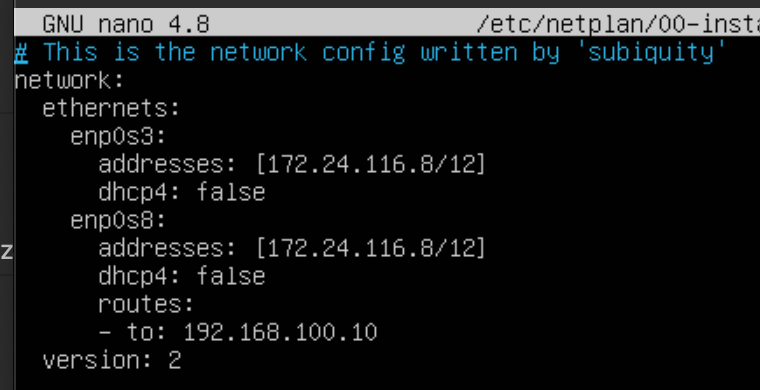 GNU nano 4.8 /etc/netplan/00-insta
# This is the network config written by 'subiquity'
network:
  ethernets:
    enp0s3:
      addresses: [172.24.116.8/12]
      dhcp4: false
    enp0s8:
      addresses: [172.24.116.8/12]
      dhcp4: false
      routes:
      - to: 192.168.100.10
  version: 2
z